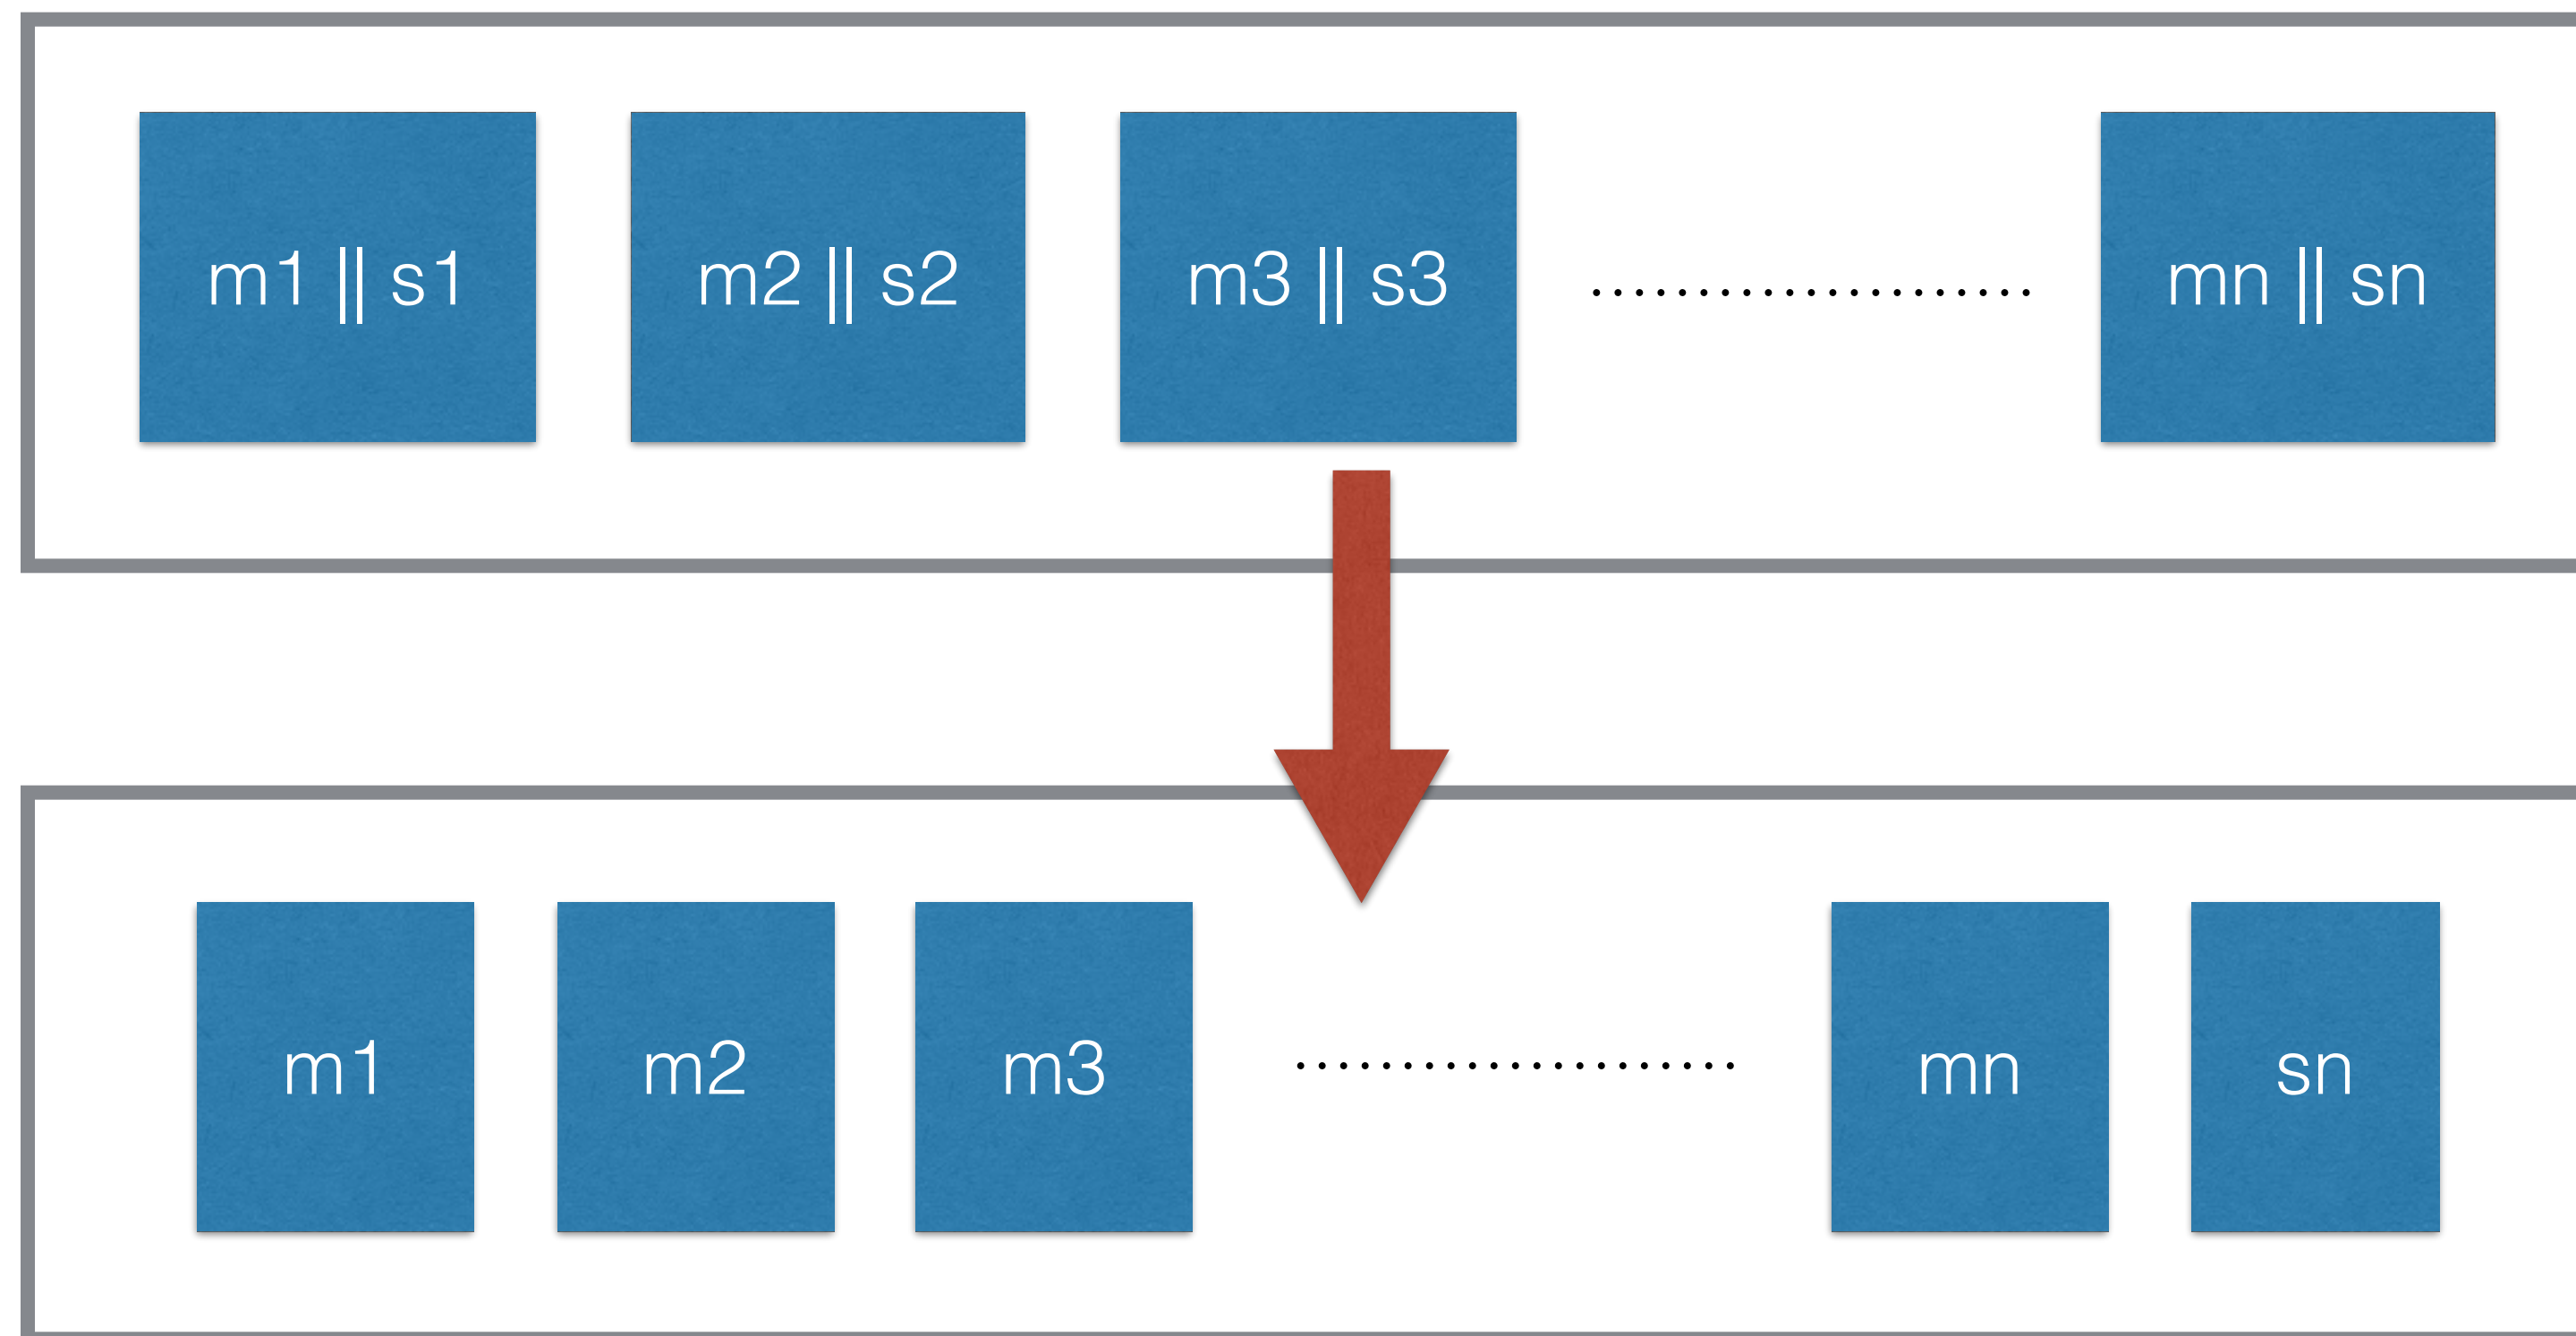 m1 || s1 m2 || s2 m3 || s3 .................... mn || sn
m1 m2 m3 .................... mn sn